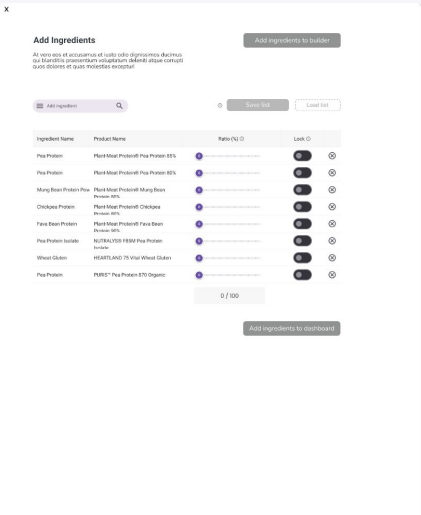 x
Add Ingredients
Add ingredients to builder
At vero eos et accusamus et iusto odio dignissimos ducimus
qui blanditiis praesentium voluptatum deleniti atque corrupti
quos dolores et quas molestias excepturi
Add ingredient
Save list
Load list
Ingredient Name Product Name Ratio (%) Lock
Pea Protein Plant-Meat Protein® Pea Protein 85%
Pea Protein Plant-Meat Protein® Pea Protein 80%
Mung Bean Protein Pow Plant-Meat Protein® Mung Bean
Protein 80%
Chickpea Protein Plant-Meat Protein® Chickpea
Protein 60%
Fava Bean Protein Plant-Meat Protein® Fava Bean
Protein 60%
Pea Protein Isolate NUTRALYS® F85M Pea Protein
Isolate
Wheat Gluten HEARTLAND 75 Vital Wheat Gluten
Pea Protein PURIS™ Pea Protein 870 Organic
0 / 100
Add ingredients to dashboard